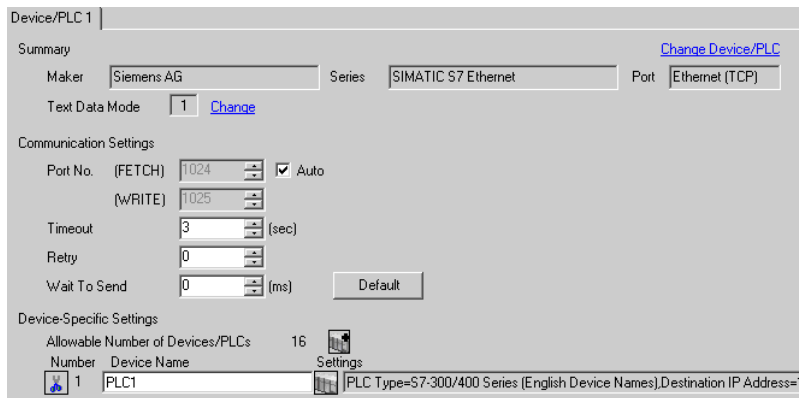 Device/PLC 1
Summary Change Device/PLC
Maker Siemens AG Series SIMATIC S7 Ethernet Port Ethernet (TCP)
Text Data Mode 1 Change
Communication Settings
Port No. (FETCH) 1024 Auto
(WRITE) 1025
Timeout 3 (sec)
Retry 0
Wait To Send 0 (ms) Default
Device-Specific Settings
Allowable Number of Devices/PLCs 16
Number Device Name Settings
1 PLC1 PLC Type=S7-300/400 Series (English Device Names),Destination IP Address=